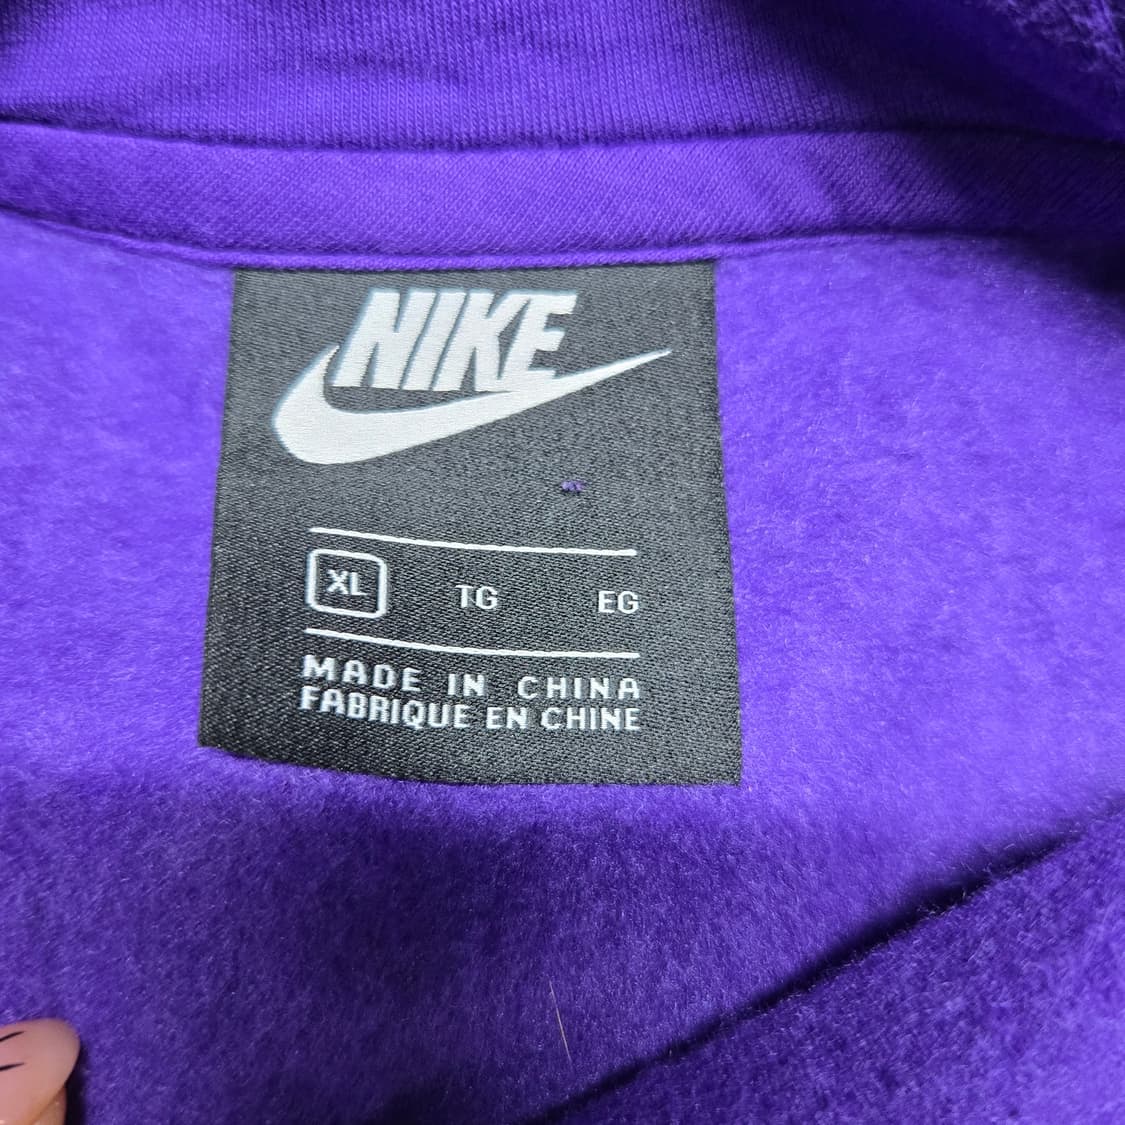 NIKE
XL TG EG
MADE IN CHINA
FABRIQUE EN CHINE